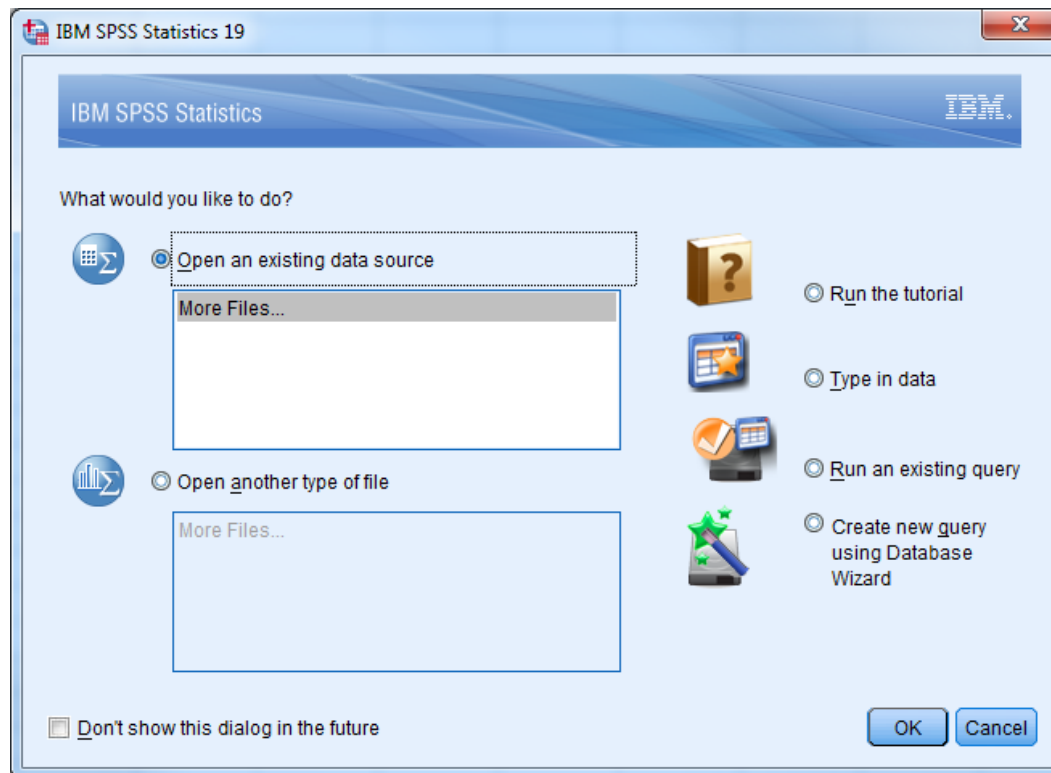 IBM SPSS Statistics 19
IBM SPSS Statistics
IBM.
What would you like to do?
Open an existing data source
More Files...
Open another type of file
More Files...
Run the tutorial
Type in data
Run an existing query
Create new query
using Database
Wizard
Don't show this dialog in the future
OK
Cancel